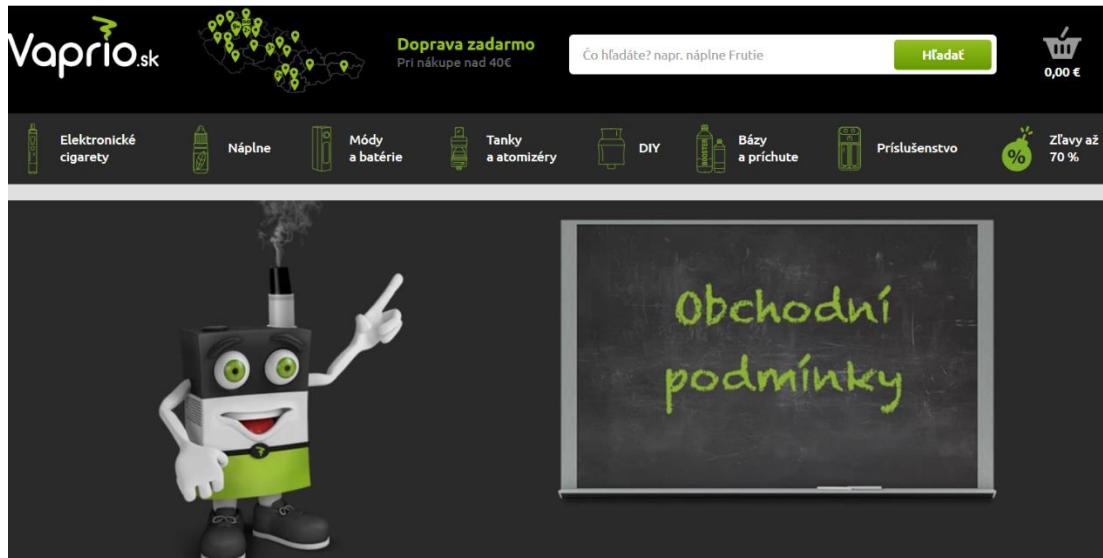 Vaprio.sk
Doprava zadarmo
Pri nákupe nad 40€
Čo hľadáte? napr. náplne Frutie
Hľadať
0,00 €
Elektronické
cigarety
Náplne
Módy
a batérie
Tanky
a atomizéry
DIY
BOOSTER
Bázy
a príchute
Príslušenstvo
%
Zľavy až
70 %
Obchodní
podmínky